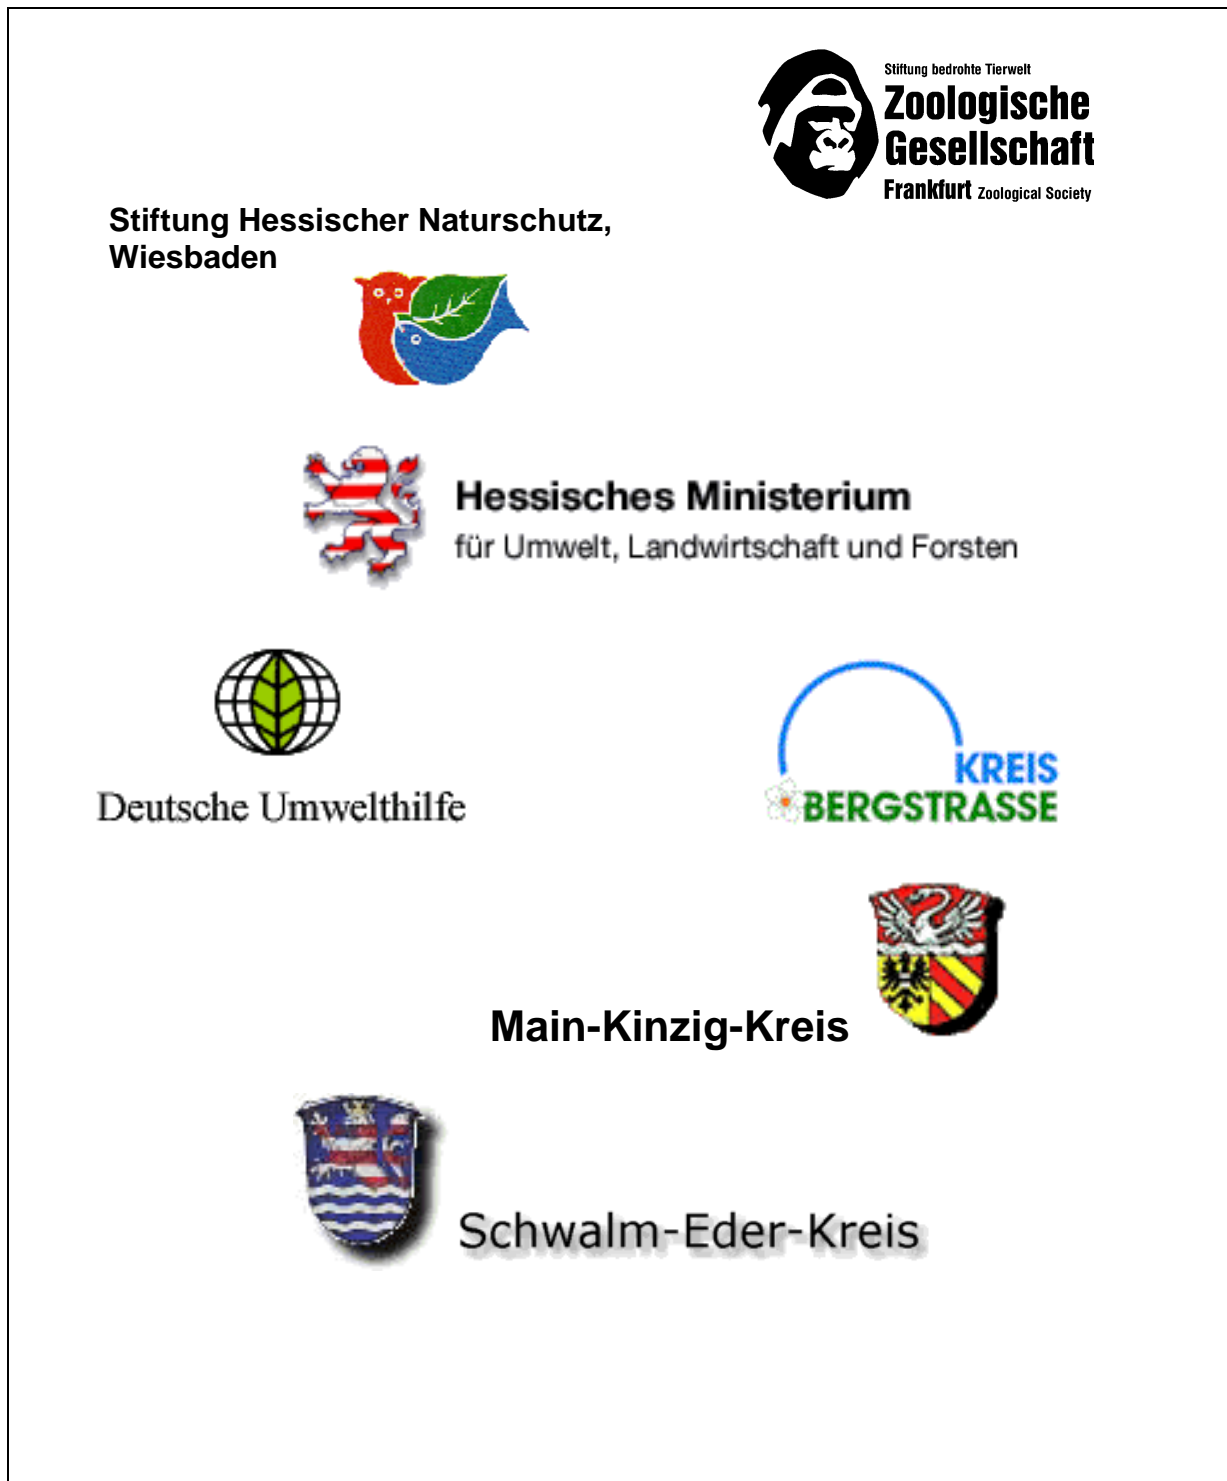 Stiftung bedrohte Tierwelt
Zoologische
Gesellschaft
Frankfurt Zoological Society
Stiftung Hessischer Naturschutz,
Wiesbaden
Hessisches Ministerium
für Umwelt, Landwirtschaft und Forsten
Deutsche Umwelthilfe
KREIS
BERGSTRASSE
Main-Kinzig-Kreis
Schwalm-Eder-Kreis